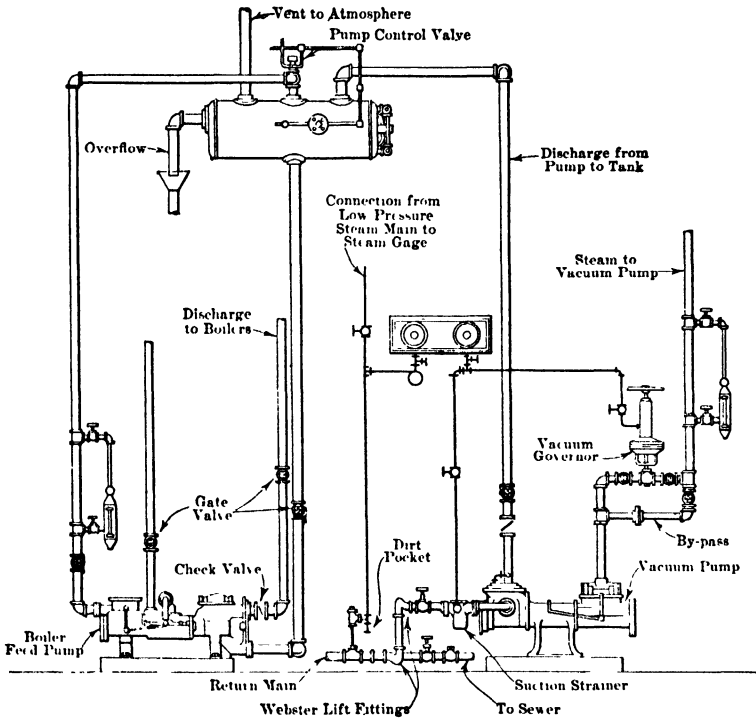 Vent to Atmosphere
Pump Control Valve
Overflow
Discharge from
Pump to Tank
Connection from
Low Pressure
Steam Main to
Steam Gage
Steam to
Vacuum Pump
Discharge
to Boilers
Vacuum
Governor
Gate
Valve
By-pass
Dirt
Pocket
Check Valve
Vacuum Pump
Boiler
Feed Pump
Return Main
Suction Strainer
Webster Lift Fittings
To Sewer